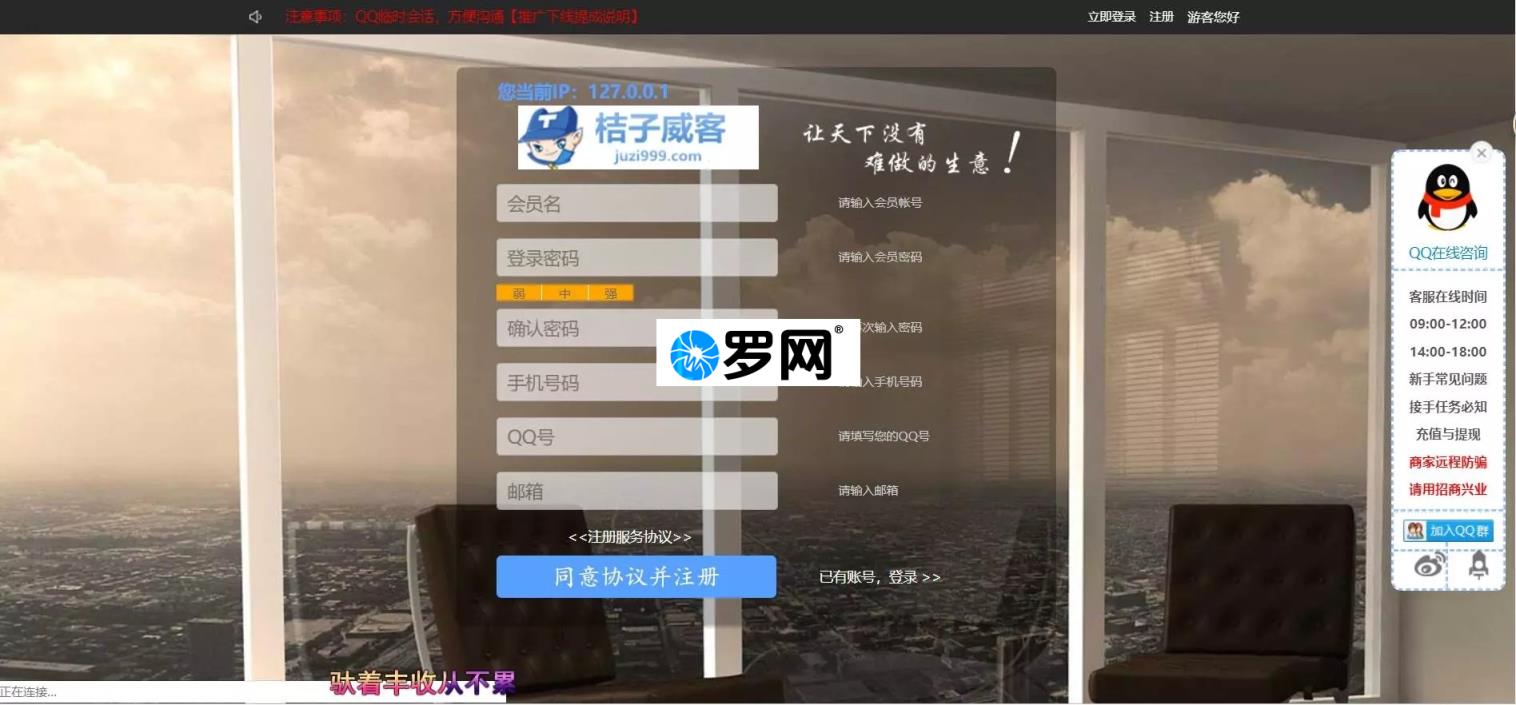 注意事项：QQ临时会话，方便沟通【推广下线提成说明】
立即登录 注册 游客您好
您当前IP：127.0.0.1
桔子威客
juzi999.com
让天下没有
难做的生意！
会员名 请输入会员帐号
登录密码 请输入会员密码
弱 中 强
确认密码 次输入密码
罗网®
手机号码 入手机号码
QQ号 请填写您的QQ号
邮箱 请输入邮箱
<<注册服务协议>>
同意协议并注册 已有账号，登录 >>
QQ在线咨询
客服在线时间
09:00-12:00
14:00-18:00
新手常见问题
接手任务必知
充值与提现
商家远程防骗
请用招商兴业
加入QQ群
驮着丰收从不累
正在连接...